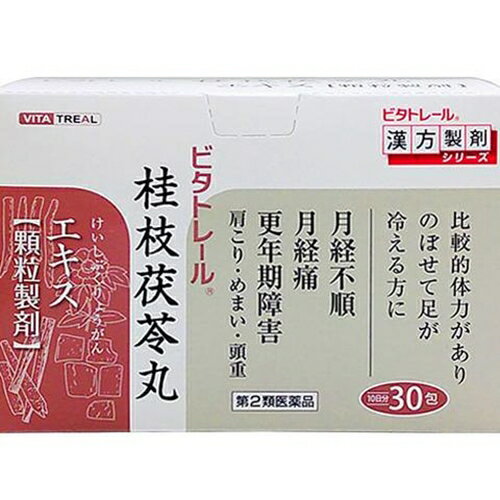 VITA TREAL
ビタトレール®
漢方製剤
シリーズ
比較的体力があり
のぼせて足が
冷える方に
月経不順
月経痛
更年期障害
肩こり・めまい・頭重
ビタトレール®
桂枝茯苓丸
けいしぶくりょうがん
エキス
【顆粒製剤】
第2類医薬品
10日分 30包